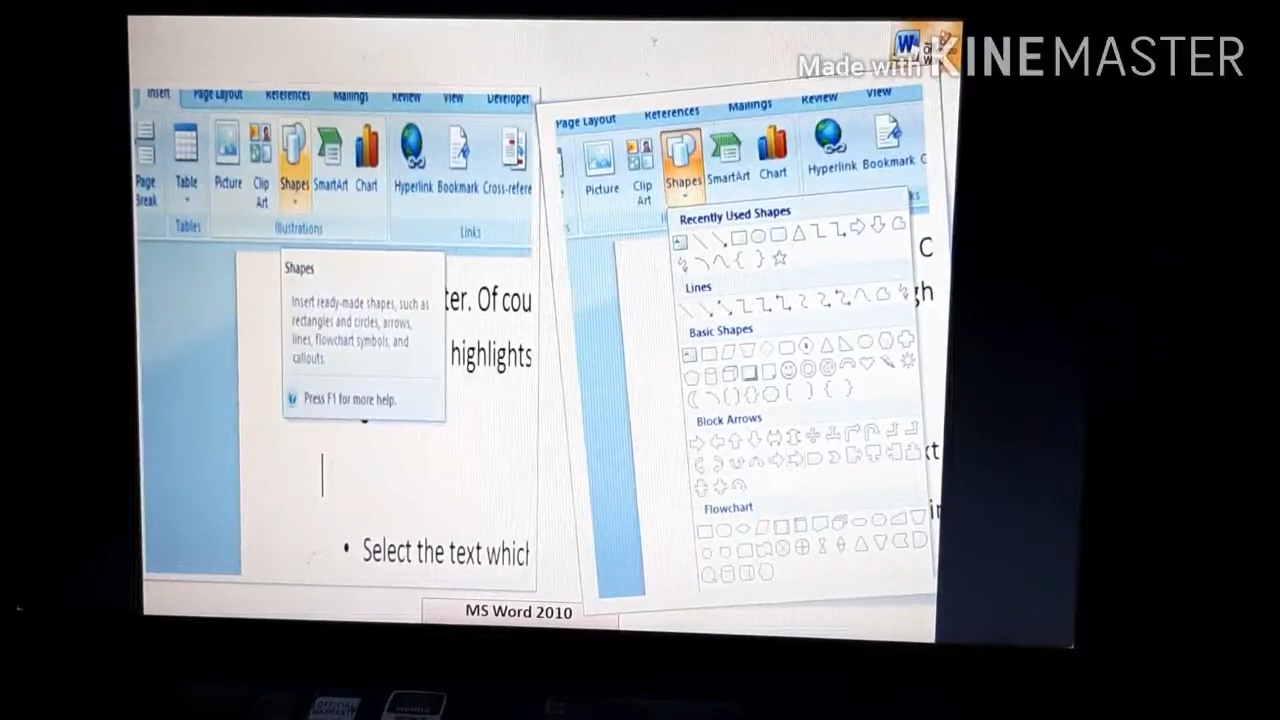 Made with KINEMASTER
Insert Page Layout References Mailings Review View Developer
Page Break
Table
Picture
Clip Art
Shapes
SmartArt
Chart
Hyperlink
Bookmark
Cross-refere
Tables
Illustrations
Links
Shapes
Insert ready-made shapes, such as
rectangles and circles, arrows,
lines, flowchart symbols, and
callouts.
Press F1 for more help.
ter. Of cou
highlights
• Select the text which
Page Layout References Mailings Review View
Picture
Clip Art
Shapes
SmartArt
Chart
Hyperlink
Bookmark
C
Recently Used Shapes
Lines
Basic Shapes
Block Arrows
Flowchart
C
gh
xt
MS Word 2010